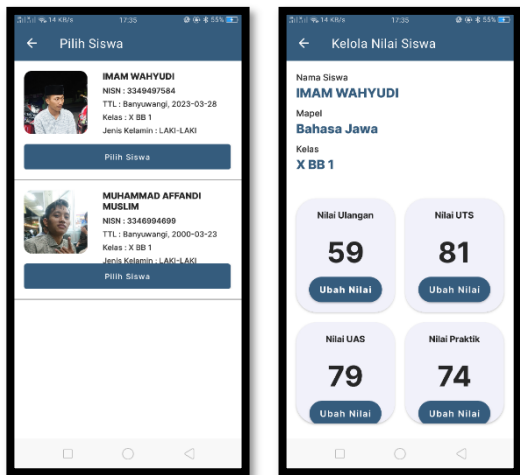 14 KB/s 17:35 55%
Pilih Siswa
IMAM WAHYUDI
NISN : 3349497584
TTL : Banyuwangi, 2023-03-28
Kelas : X BB 1
Jenis Kelamin : LAKI-LAKI
Pilih Siswa
MUHAMMAD AFFANDI
MUSLIM
NISN : 3346994699
TTL : Banyuwangi, 2000-03-23
Kelas : X BB 1
Jenis Kelamin : LAKI-LAKI
Pilih Siswa
14 KB/s 17:35 55%
Kelola Nilai Siswa
Nama Siswa
IMAM WAHYUDI
Mapel
Bahasa Jawa
Kelas
X BB 1
Nilai Ulangan Nilai UTS
59 81
Ubah Nilai Ubah Nilai
Nilai UAS Nilai Praktik
79 74
Ubah Nilai Ubah Nilai